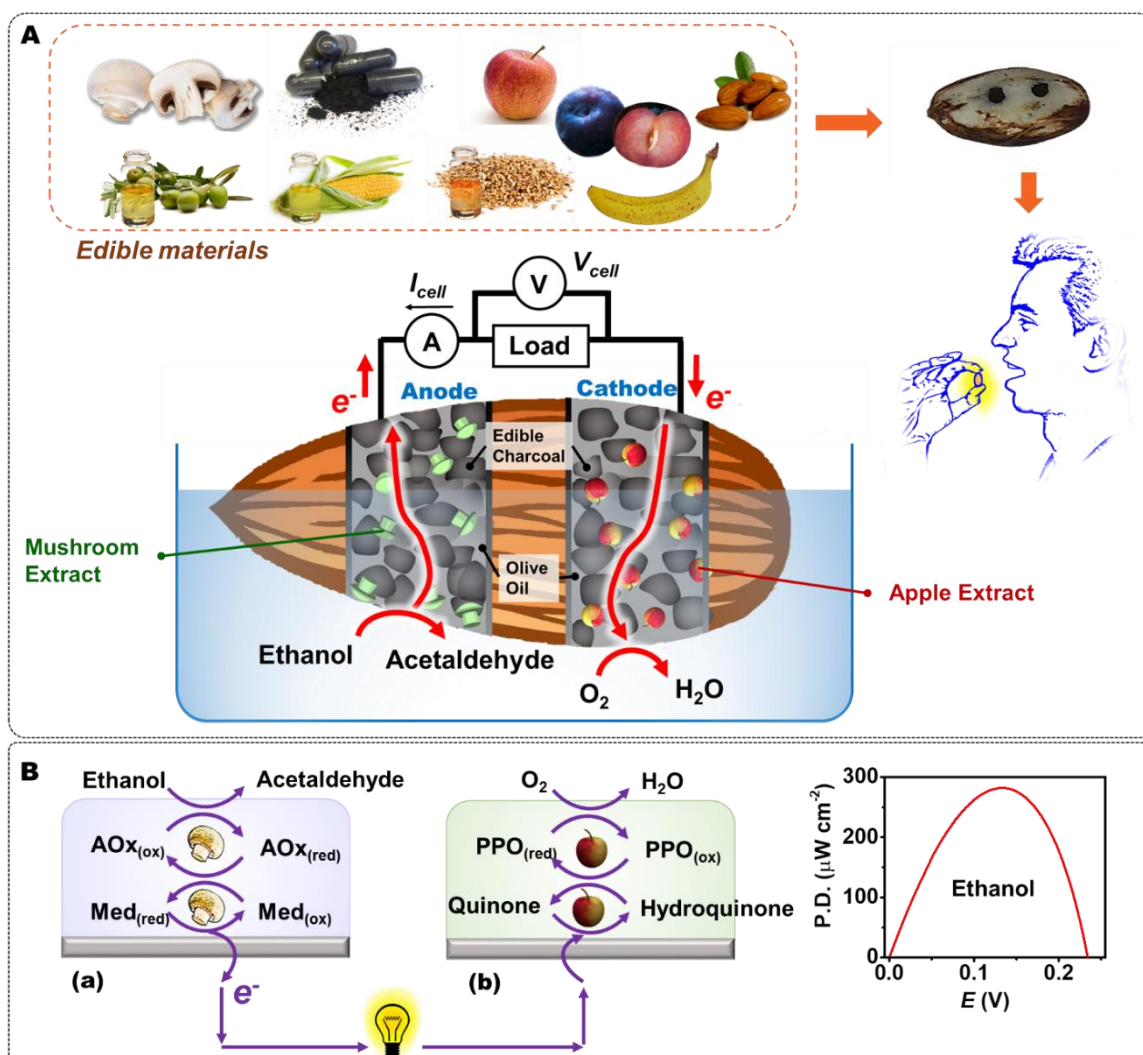 A
Edible materials
V
V_cell
I_cell
A
Load
e-
Anode
Cathode
e-
Edible
Charcoal
Mushroom
Extract
Olive
Oil
Apple Extract
Ethanol
Acetaldehyde
O₂
H₂O
B
Ethanol
Acetaldehyde
AOx(ox)
AOx(red)
Med(red)
Med(ox)
(a)
e-
O₂
H₂O
PPO(red)
PPO(ox)
Quinone
Hydroquinone
(b)
P.D. (μW cm⁻²)
300
200
100
0
Ethanol
0.0
0.1
0.2
E (V)